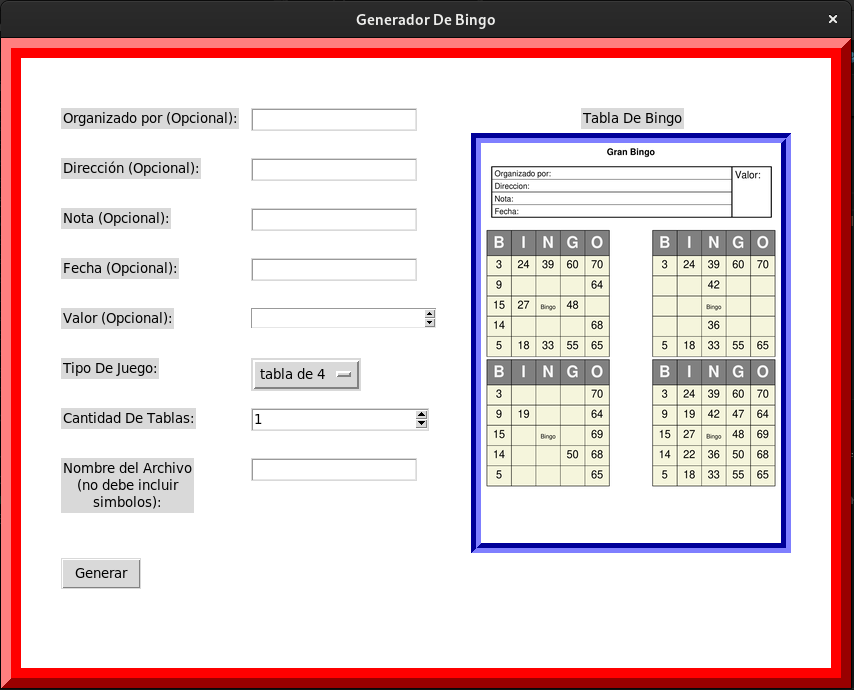 Generador De Bingo
×
Organizado por (Opcional):
Dirección (Opcional):
Nota (Opcional):
Fecha (Opcional):
Valor (Opcional):
Tipo De Juego:
tabla de 4
Cantidad De Tablas:
1
Nombre del Archivo
(no debe incluir
simbolos):
Generar
Tabla De Bingo
Gran Bingo
Organizado por:
Valor:
Direccion:
Nota:
Fecha:
B I N G O
3 24 39 60 70
9 64
15 27 Bingo 48
14 68
5 18 33 55 65
B I N G O
3 24 39 60 70
42
Bingo
36
5 18 33 55 65
B I N G O
3 70
9 19 64
15 Bingo 69
14 50 68
5 65
B I N G O
3 24 39 60 70
9 19 42 47 64
15 27 Bingo 48 69
14 22 36 50 68
5 18 33 55 65